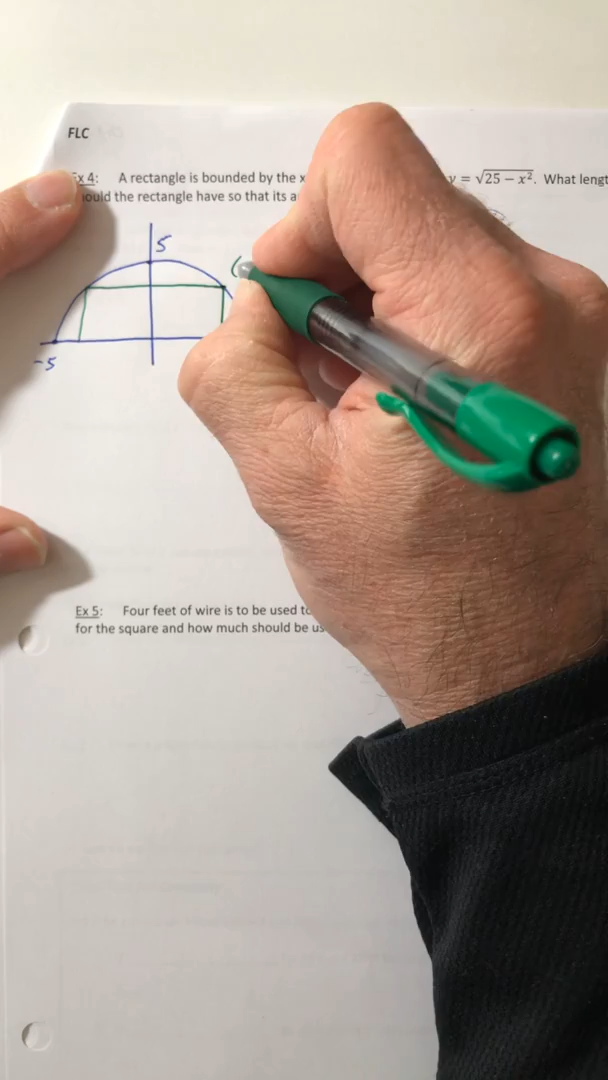 FLC
Ex 4: A rectangle is bounded by the x y = √25 – x². What
would the rectangle have so that its a
5
(
-5
Ex 5: Four feet of wire is to be used to
for the square and how much should be us